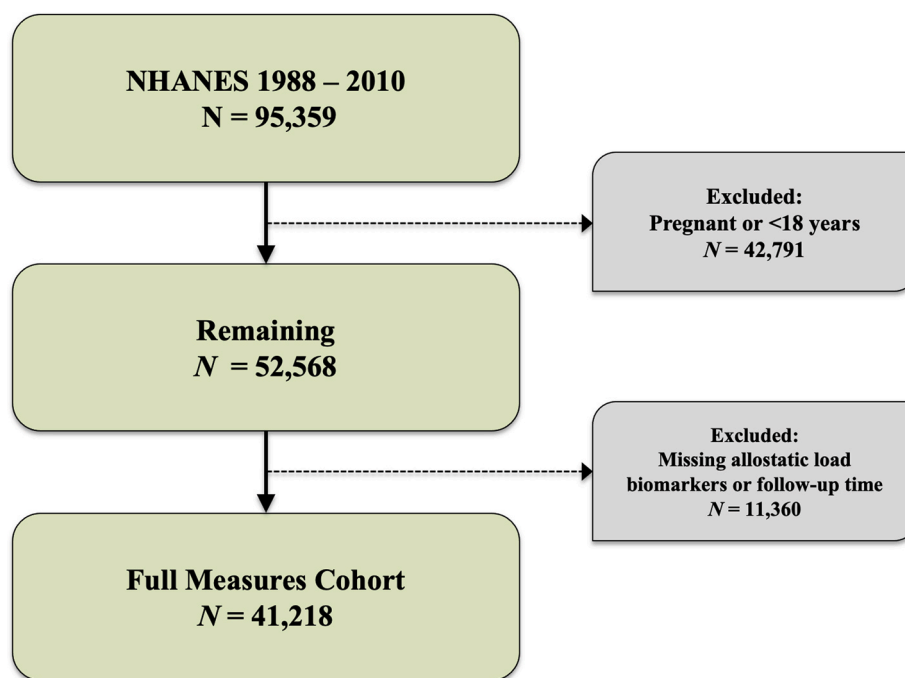 NHANES 1988 – 2010
N = 95,359
Excluded:
Pregnant or <18 years
N = 42,791
Remaining
N = 52,568
Excluded:
Missing allostatic load
biomarkers or follow-up time
N = 11,360
Full Measures Cohort
N = 41,218